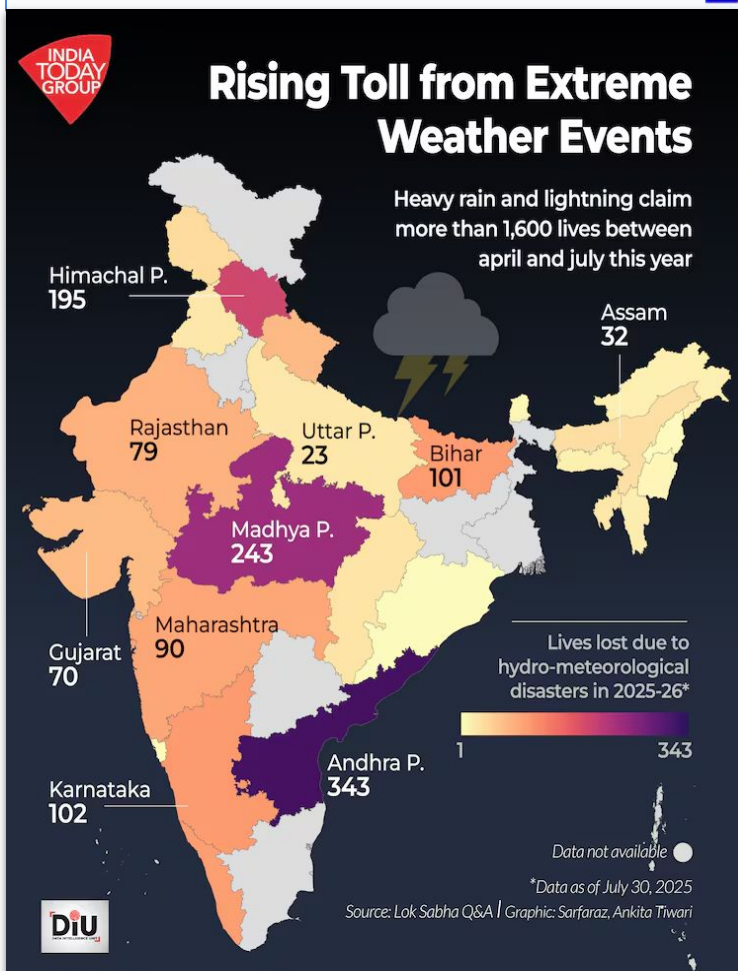 INDIA
TODAY
GROUP
Rising Toll from Extreme
Weather Events
Heavy rain and lightning claim
more than 1,600 lives between
april and july this year
Himachal P.
195
Assam
32
Rajasthan
79
Uttar P.
23
Bihar
101
Madhya P.
243
Maharashtra
90
Gujarat
70
Lives lost due to
hydro-meteorological
disasters in 2025-26*
1
343
Andhra P.
343
Karnataka
102
Data not available
*Data as of July 30, 2025
Source: Lok Sabha Q&A | Graphic: Sarfaraz, Ankita Tiwari
DiU
DATA INTELLIGENCE UNIT